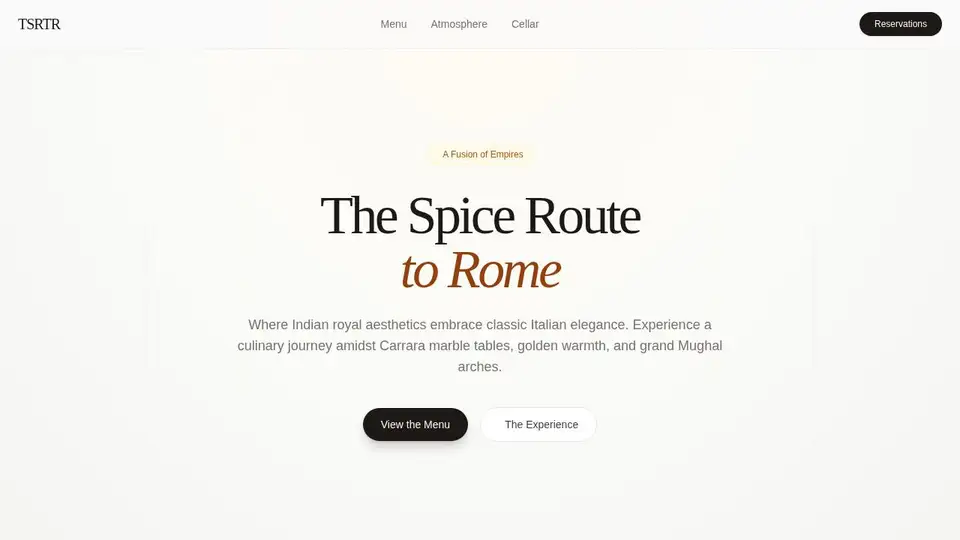 TSRTR
Menu
Atmosphere
Cellar
Reservations
A Fusion of Empires
The Spice Route
to Rome
Where Indian royal aesthetics embrace classic Italian elegance. Experience a
culinary journey amidst Carrara marble tables, golden warmth, and grand Mughal
arches.
View the Menu
The Experience